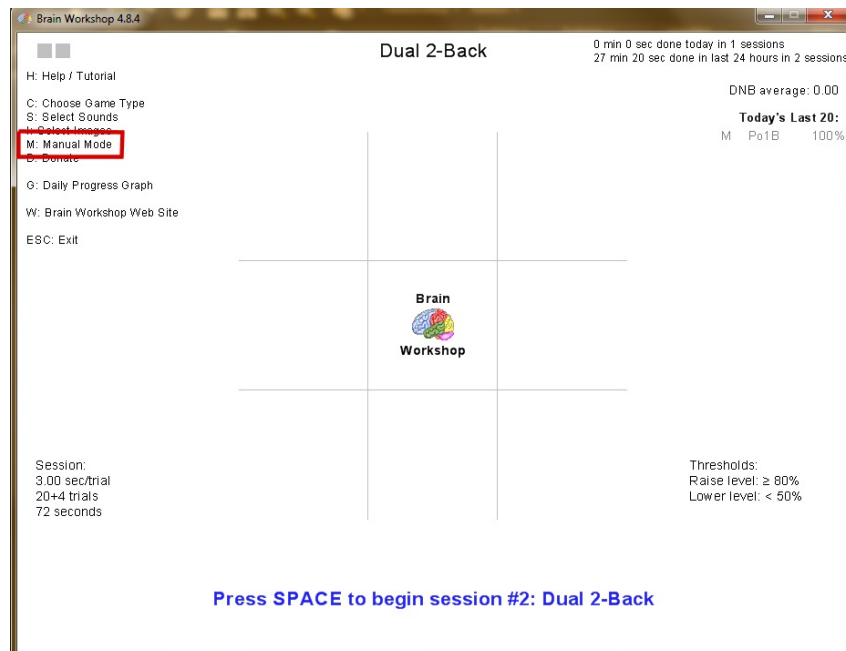 Brain Workshop 4.8.4
Dual 2-Back
0 min 0 sec done today in 1 sessions
27 min 20 sec done in last 24 hours in 2 sessions
H: Help / Tutorial
C: Choose Game Type
S: Select Sounds
I: Select Images
M: Manual Mode
D: Donate
G: Daily Progress Graph
W: Brain Workshop Web Site
ESC: Exit
DNB average: 0.00
Today's Last 20:
M Po1B 100%
Brain
Workshop
Session:
3.00 sec/trial
20+4 trials
72 seconds
Thresholds:
Raise level: ≥ 80%
Lower level: < 50%
Press SPACE to begin session #2: Dual 2-Back